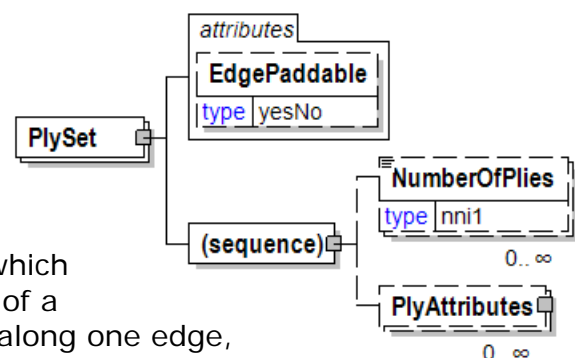 attributes
EdgePaddable
type yesNo
PlySet
NumberOfPlies
type nni1
(sequence)
0.. ∞
PlyAttributes
0.. ∞
which
of a
along one edge,